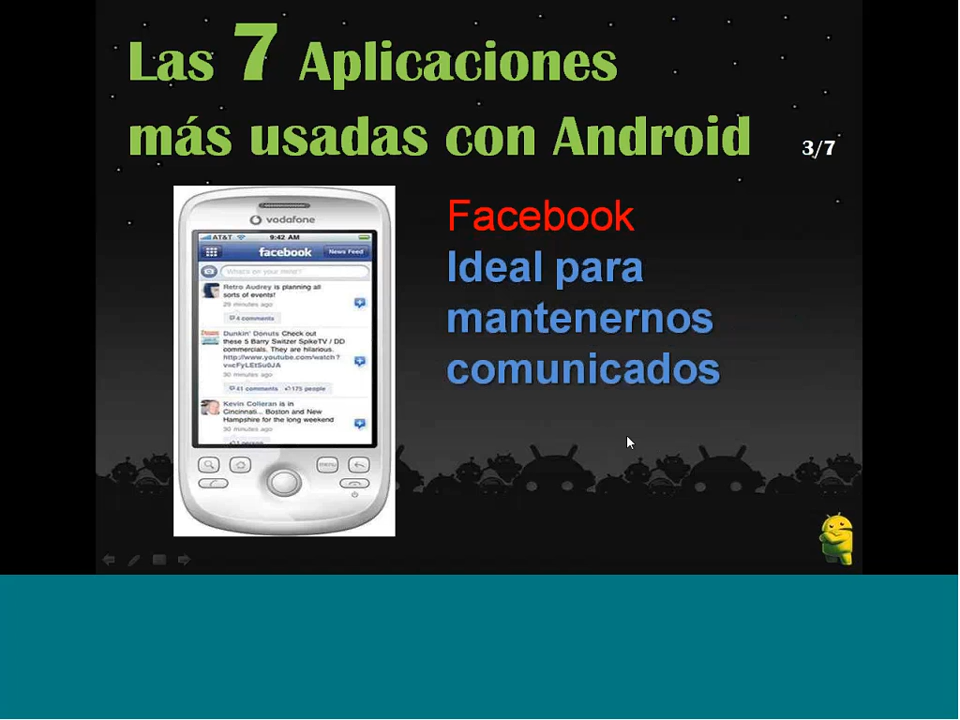 Las 7 Aplicaciones
más usadas con Android
3/7
vodafone
AT&T 9:42 AM
facebook News Feed
What's on your mind?
Retro Audrey is planning all
sorts of events!
29 minutes ago
4 comments
Dunkin' Donuts Check out
these 5 Barry Switzer SpikeTV / DD
commercials. They are hilarious.
http://www.youtube.com/watch?
v=cFyLEtSu0JA
30 minutes ago
41 comments 175 people
Kevin Colleran is in
Cincinnati... Boston and New
Hampshire for the long weekend
30 minutes ago
1 person
menu
Facebook
Ideal para
mantenernos
comunicados